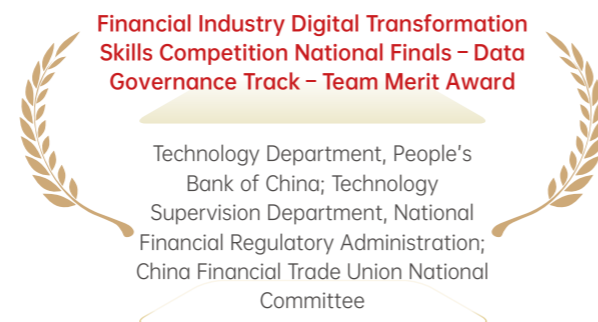 Financial Industry Digital Transformation
Skills Competition National Finals – Data
Governance Track – Team Merit Award
Technology Department, People's
Bank of China; Technology
Supervision Department, National
Financial Regulatory Administration;
China Financial Trade Union National
Committee